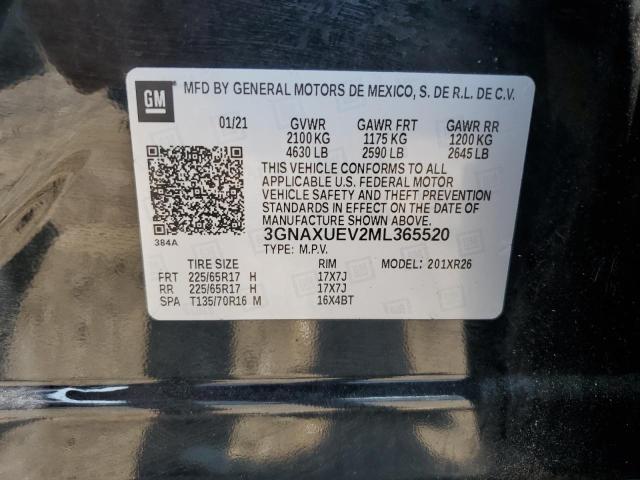 GM
MFD BY GENERAL MOTORS DE MEXICO, S. DE R.L. DE C.V.
01/21 GVWR GAWR FRT GAWR RR
2100 KG 1175 KG 1200 KG
4630 LB 2590 LB 2645 LB
THIS VEHICLE CONFORMS TO ALL
APPLICABLE U.S. FEDERAL MOTOR
VEHICLE SAFETY AND THEFT PREVENTION
STANDARDS IN EFFECT ON THE DATE OF
MANUFACTURE SHOWN ABOVE.
384A
3GNAXUEV2ML365520
TYPE: M.P.V.
TIRE SIZE RIM MODEL: 201XR26
FRT 225/65R17 H 17X7J
RR 225/65R17 H 17X7J
SPA T135/70R16 M 16X4BT